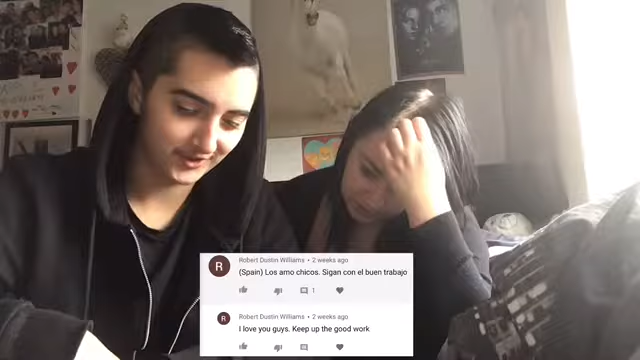 R
Robert Dustin Williams • 2 weeks ago
(Spain) Los amo chicos. Sigan con el buen trabajo
1
R
Robert Dustin Williams • 2 weeks ago
I love you guys. Keep up the good work